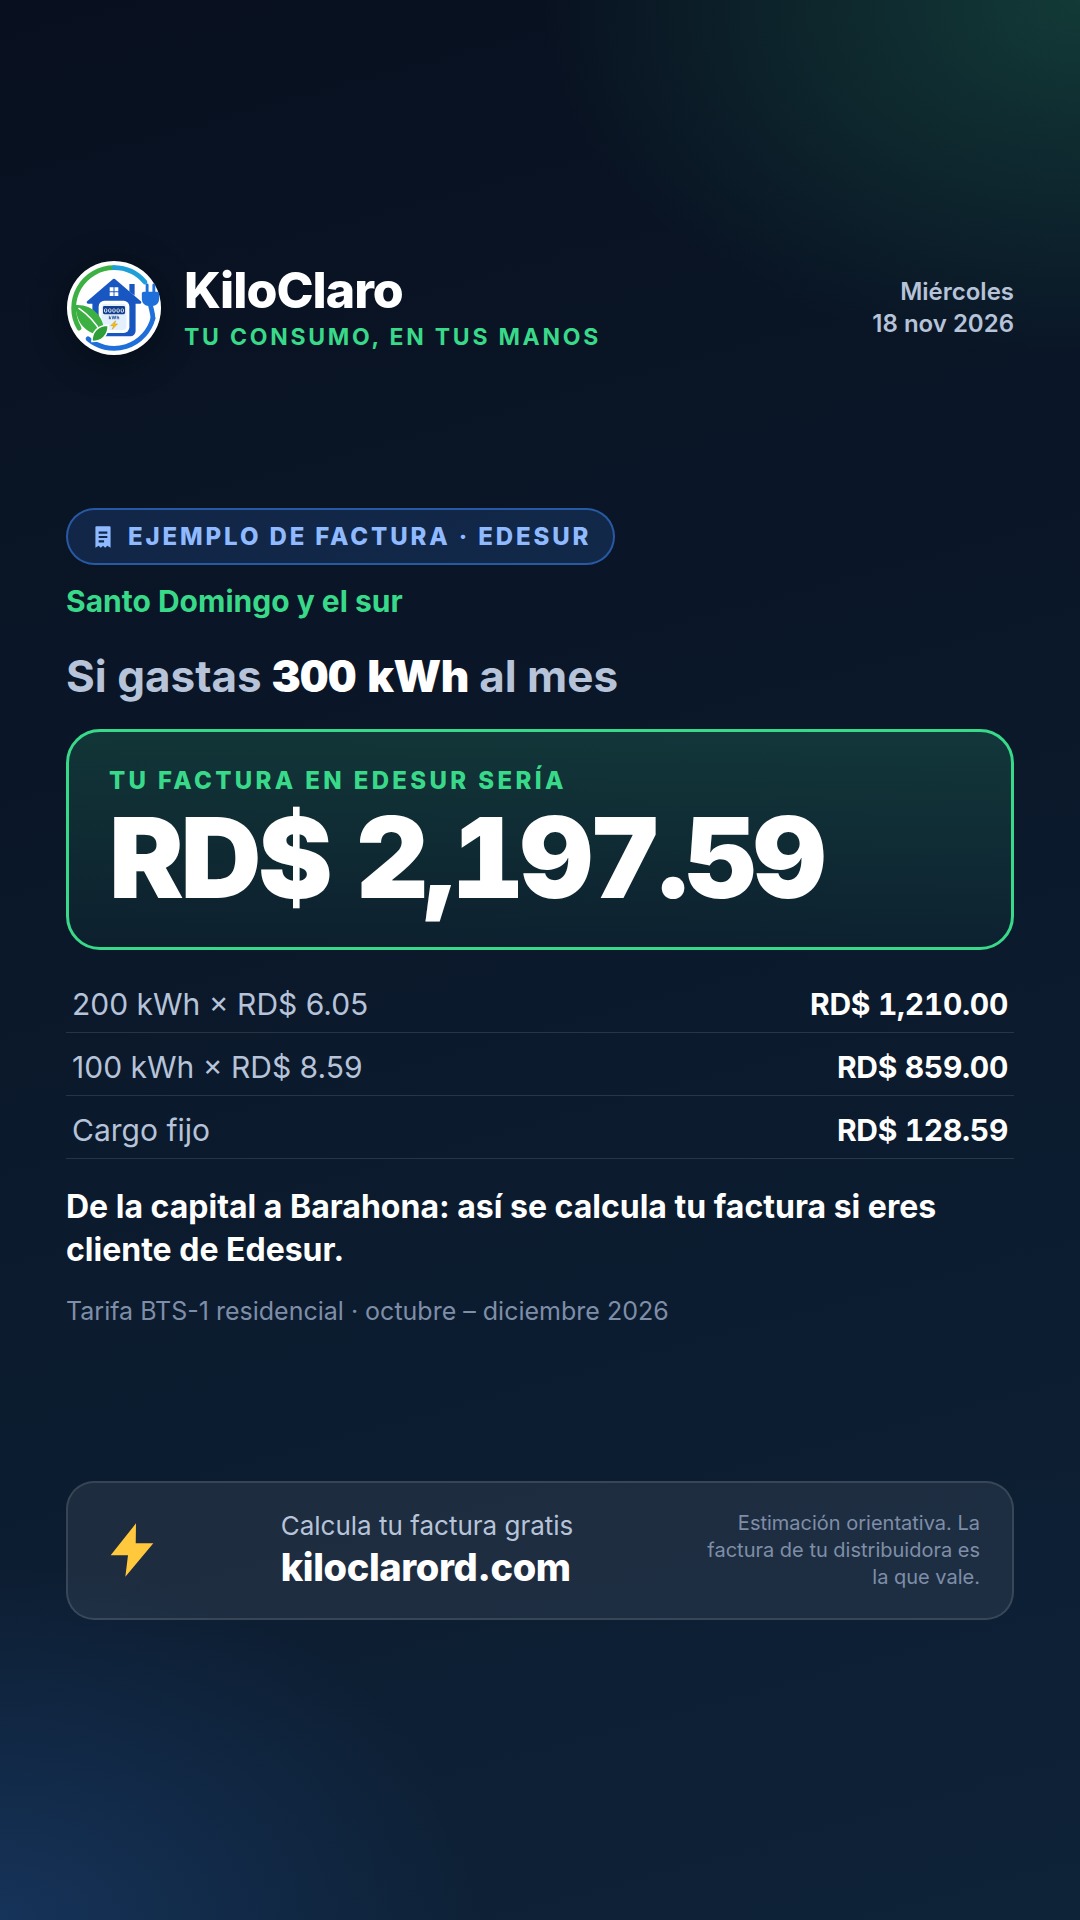 KiloClaro
TU CONSUMO, EN TUS MANOS
Miércoles
18 nov 2026
EJEMPLO DE FACTURA · EDESUR
Santo Domingo y el sur
Si gastas 300 kWh al mes
TU FACTURA EN EDESUR SERÍA
RD$ 2,197.59
200 kWh × RD$ 6.05 RD$ 1,210.00
100 kWh × RD$ 8.59 RD$ 859.00
Cargo fijo RD$ 128.59
De la capital a Barahona: así se calcula tu factura si eres
cliente de Edesur.
Tarifa BTS-1 residencial · octubre – diciembre 2026
Calcula tu factura gratis
kiloclarord.com
Estimación orientativa. La
factura de tu distribuidora es
la que vale.